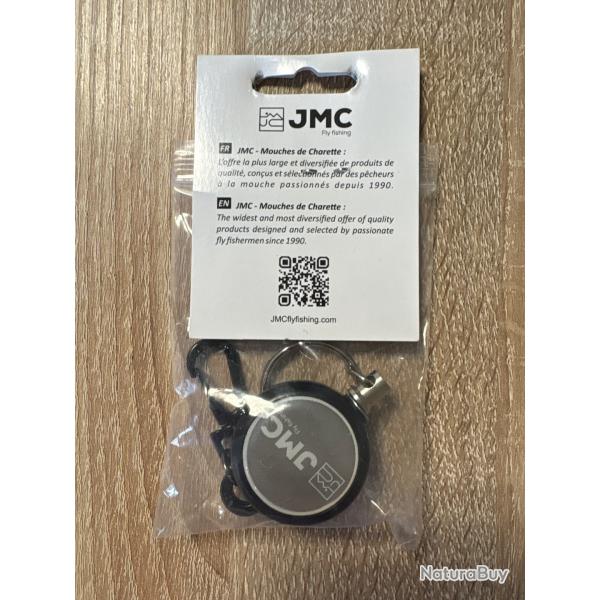 JMC
Fly fishing
FR JMC - Mouches de Charette :
L'offre la plus large et diversifiée de produits de
qualité, conçus et sélectionnés par des pêcheurs
à la mouche passionnés depuis 1990.
EN JMC - Mouches de Charette :
The widest and most diversified offer of quality
products designed and selected by passionate
fly fishermen since 1990.
JMCflyfishing.com
JMC
Fly fishing
NaturaBuy